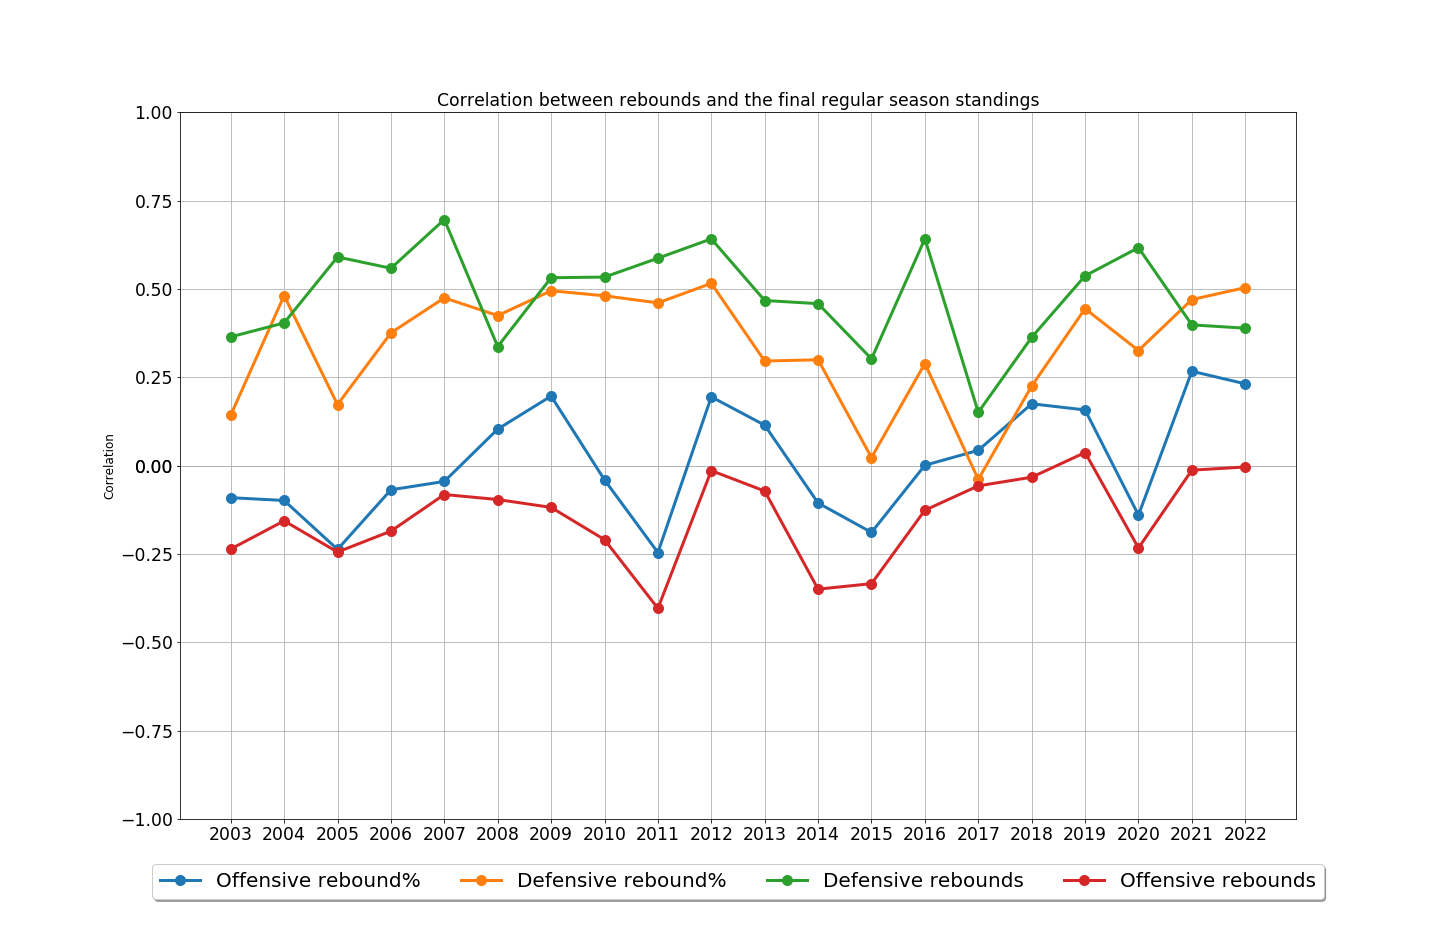 Correlation between rebounds and the final regular season standings
1.00
0.75
0.50
0.25
0.00
−0.25
−0.50
−0.75
−1.00
Correlation
2003 2004 2005 2006 2007 2008 2009 2010 2011 2012 2013 2014 2015 2016 2017 2018 2019 2020 2021 2022
Offensive rebound% Defensive rebound% Defensive rebounds Offensive rebounds